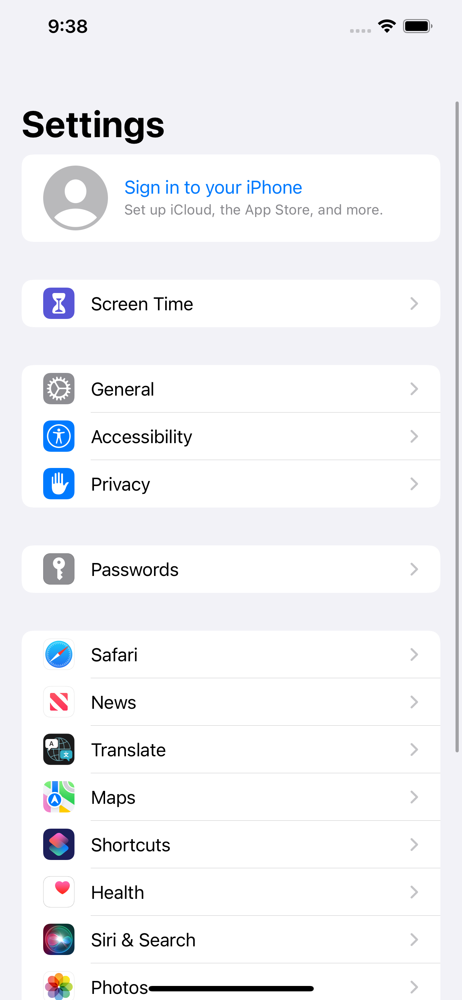 9:38
Settings
Sign in to your iPhone
Set up iCloud, the App Store, and more.
Screen Time
General
Accessibility
Privacy
Passwords
Safari
News
A
文
Translate
Maps
Shortcuts
Health
Siri & Search
Photos